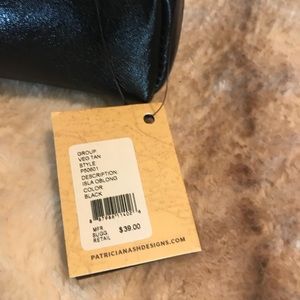 GROUP
VEG TAN
STYLE
P50601
DESCRIPTION
ISLA OBLONG
COLOR
BLACK
MFR
SUGG $39.00
RETAIL
PATRICIANASHDESIGNS.COM